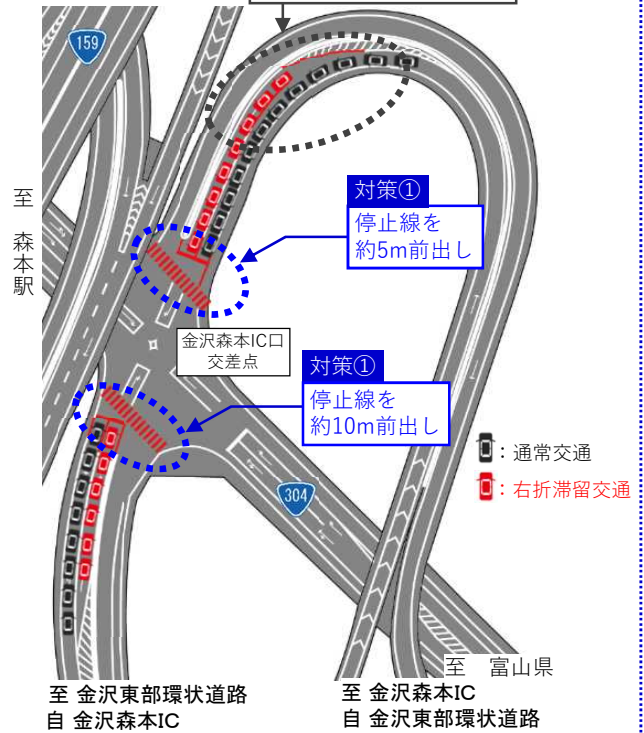 159
至
森
本
駅
対策①
停止線を
約5m前出し
金沢森本IC口
交差点
対策①
停止線を
約10m前出し
：通常交通
：右折滞留交通
304
至　富山県
至 金沢東部環状道路
自 金沢森本IC
至 金沢森本IC
自 金沢東部環状道路